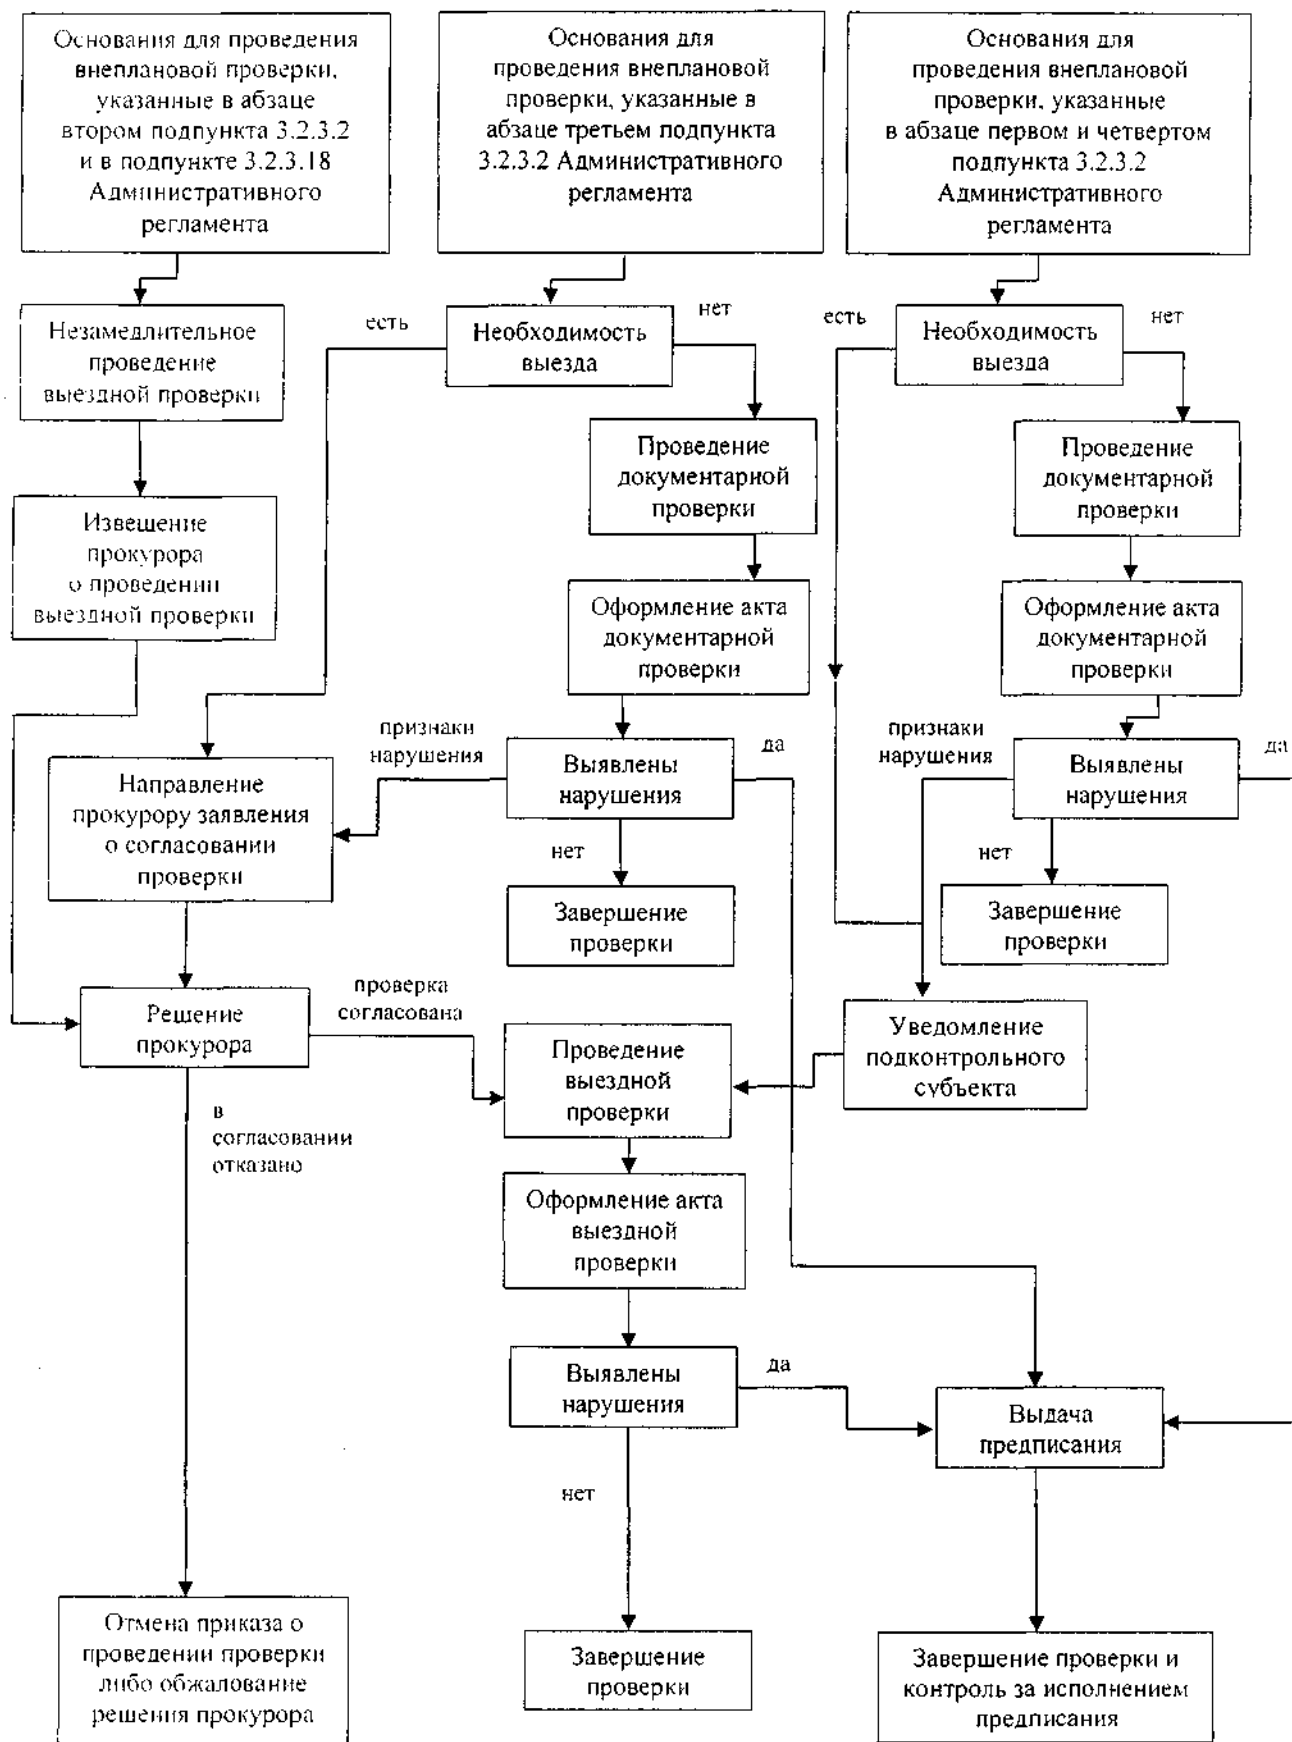 Основания для проведения
внеплановой проверки,
указанные в абзаце
втором подпункта 3.2.3.2
и в подпункте 3.2.3.18
Административного
регламента
Основания для
проведения внеплановой
проверки, указанные в
абзаце третьем подпункта
3.2.3.2 Административного
регламента
Основания для
проведения внеплановой
проверки, указанные
в абзаце первом и четвертом
подпункта 3.2.3.2
Административного
регламента
Незамедлительное
проведение
выездной проверки
есть
Необходимость
выезда
нет
есть
Необходимость
выезда
нет
Проведение
документарной
проверки
Проведение
документарной
проверки
Извещение
прокурора
о проведении
выездной проверки
Оформление акта
документарной
проверки
Оформление акта
документарной
проверки
признаки
нарушения
Выявлены
нарушения
да
признаки
нарушения
Выявлены
нарушения
да
Направление
прокурору заявления
о согласовании
проверки
нет
нет
Завершение
проверки
Завершение
проверки
Решение
прокурора
проверка
согласована
Проведение
выездной
проверки
Уведомление
подконтрольного
субъекта
в
согласовании
отказано
Оформление акта
выездной
проверки
Выявлены
нарушения
да
Выдача
предписания
нет
Отмена приказа о
проведении проверки
либо обжалование
решения прокурора
Завершение
проверки
Завершение проверки и
контроль за исполнением
предписания